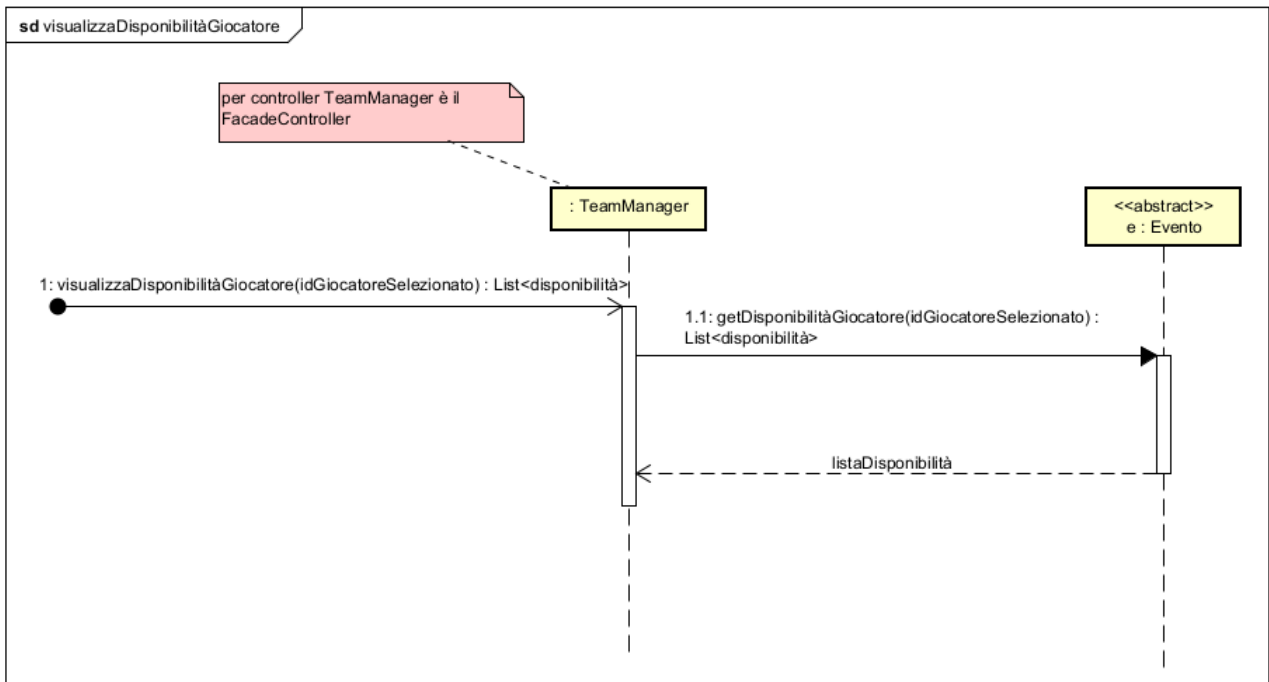 sd visualizzaDisponibilitàGiocatore
per controller TeamManager è il
FacadeController
: TeamManager
<<abstract>>
e : Evento
1: visualizzaDisponibilitàGiocatore(idGiocatoreSelezionato) : List<disponibilità>
1.1: getDisponibilitàGiocatore(idGiocatoreSelezionato) :
List<disponibilità>
listaDisponibilità